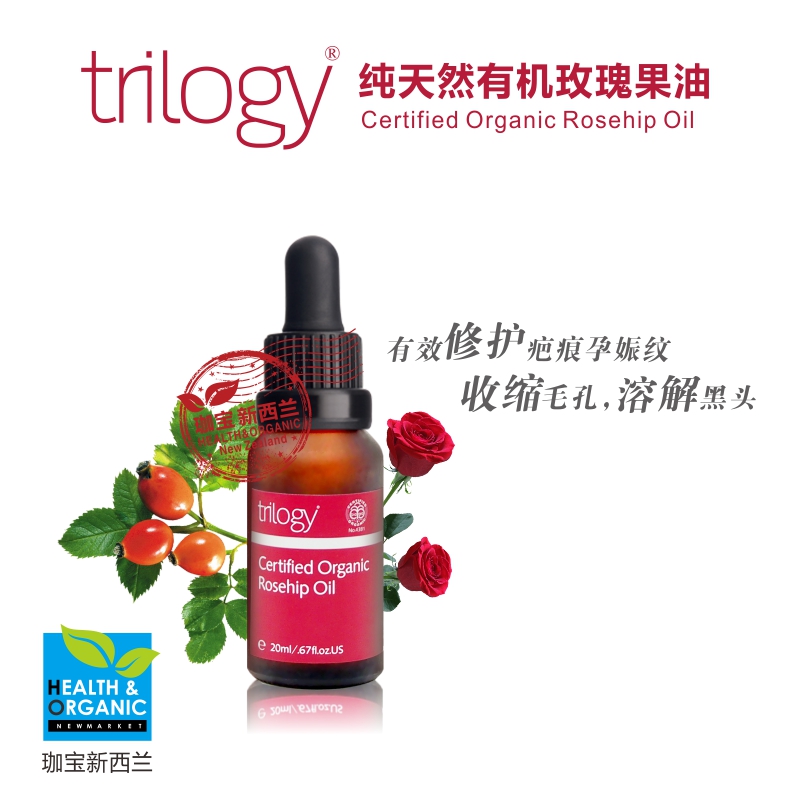 trilogy® 纯天然有机玫瑰果油
Certified Organic Rosehip Oil
有效修护疤痕孕娠纹
收缩毛孔,溶解黑头
珈宝新西兰
HEALTH&ORGANIC
New Zealand
trilogy®
Certified Organic
Rosehip Oil
e 20ml/.67fl.oz.US
HEALTH &
ORGANIC
NEWMARKET
珈宝新西兰